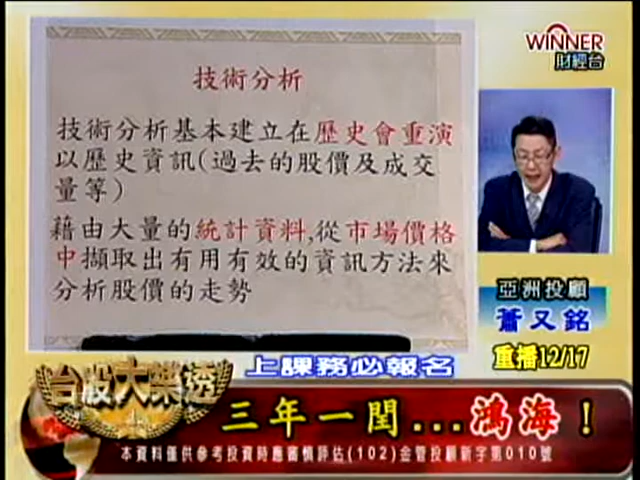 WINNER
財經台
技術分析
技術分析基本建立在歷史會重演
以歷史資訊(過去的股價及成交
量等)
藉由大量的統計資料,從市場價格
中擷取出有用有效的資訊方法來
分析股價的走勢
亞洲投顧
蕭又銘
重播12/17
上課務必報名
台股大樂透
三年一閏...鴻海!
本資料僅供參考投資時應審慎評估(102)金管投顧新字第010號